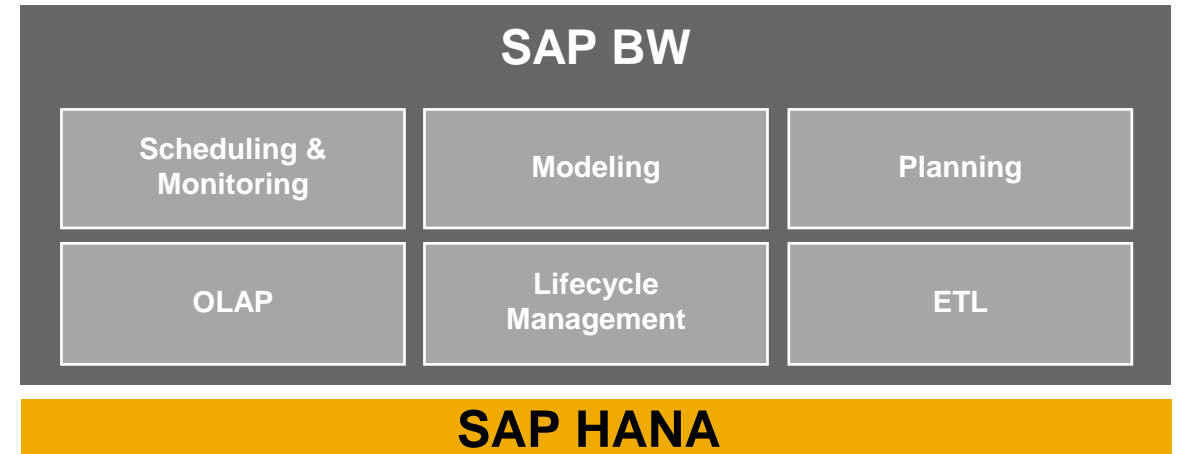 SAP BW
Scheduling &
Monitoring
Modeling
Planning
OLAP
Lifecycle
Management
ETL
SAP HANA